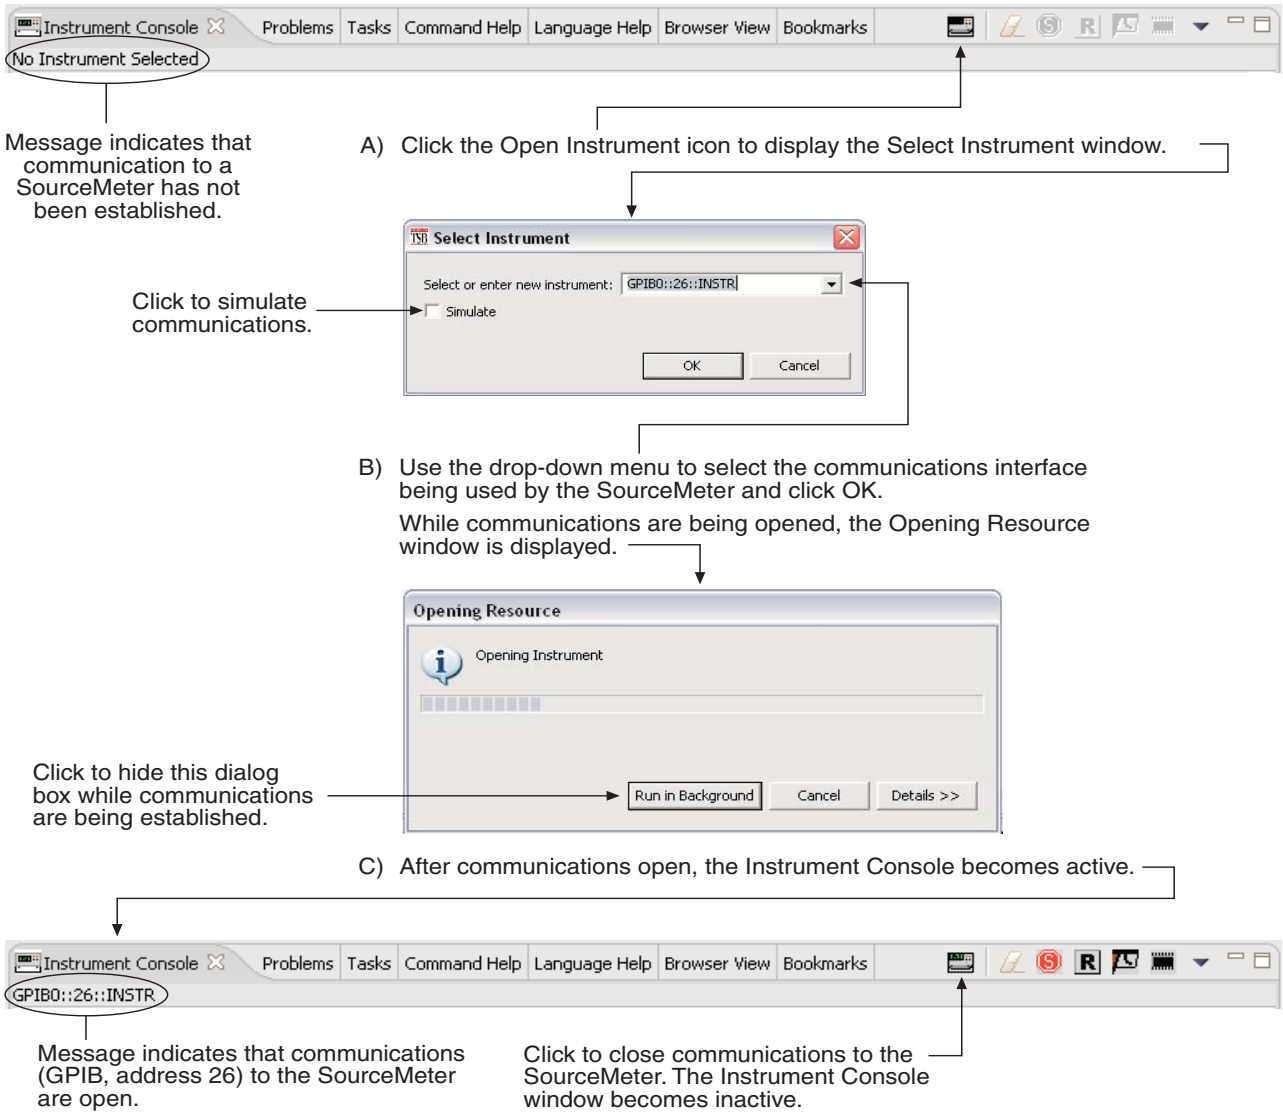 Instrument Console Problems Tasks Command Help Language Help Browser View Bookmarks
No Instrument Selected
Message indicates that
communication to a
SourceMeter has not
been established.
A) Click the Open Instrument icon to display the Select Instrument window.
TSB Select Instrument
Select or enter new instrument: GPIB0::26::INSTR
Simulate
OK Cancel
Click to simulate
communications.
B) Use the drop-down menu to select the communications interface
being used by the SourceMeter and click OK.
While communications are being opened, the Opening Resource
window is displayed.
Opening Resource
Opening Instrument
Run in Background Cancel Details >>
Click to hide this dialog
box while communications
are being established.
C) After communications open, the Instrument Console becomes active.
Instrument Console Problems Tasks Command Help Language Help Browser View Bookmarks
GPIB0::26::INSTR
Message indicates that communications
(GPIB, address 26) to the SourceMeter
are open.
Click to close communications to the
SourceMeter. The Instrument Console
window becomes inactive.